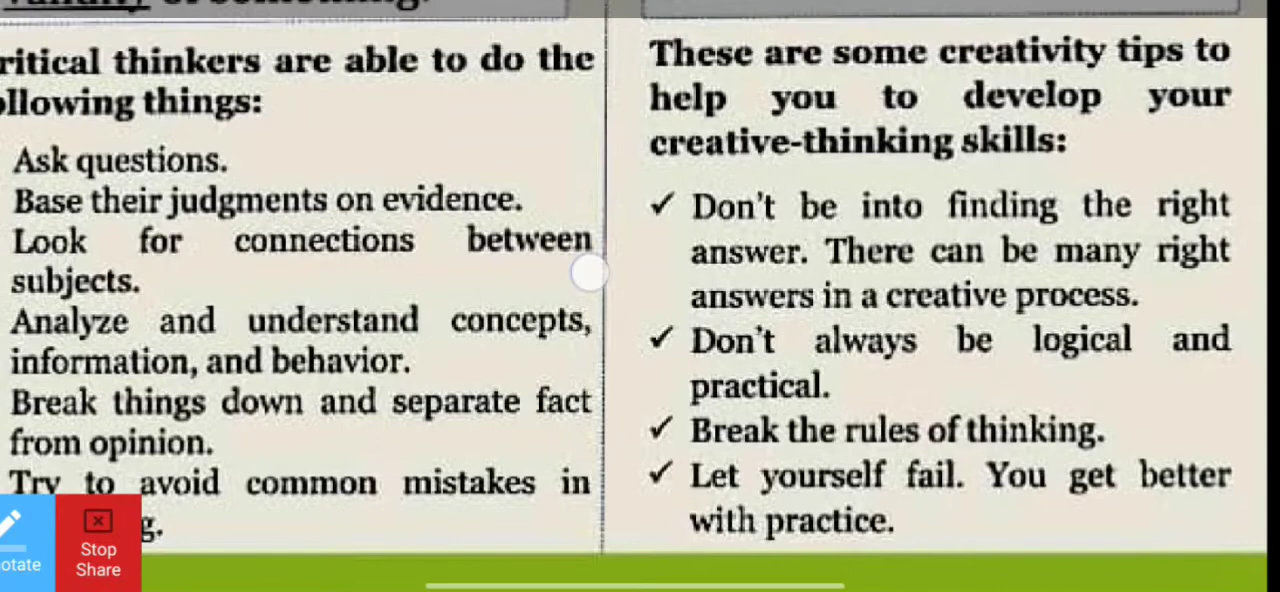 validity of something.
ritical thinkers are able to do the
ollowing things:
Ask questions.
Base their judgments on evidence.
Look for connections between
subjects.
Analyze and understand concepts,
information, and behavior.
Break things down and separate fact
from opinion.
Try to avoid common mistakes in
g.
These are some creativity tips to
help you to develop your
creative-thinking skills:
✓ Don't be into finding the right
answer. There can be many right
answers in a creative process.
✓ Don't always be logical and
practical.
✓ Break the rules of thinking.
✓ Let yourself fail. You get better
with practice.
otate
Stop
Share